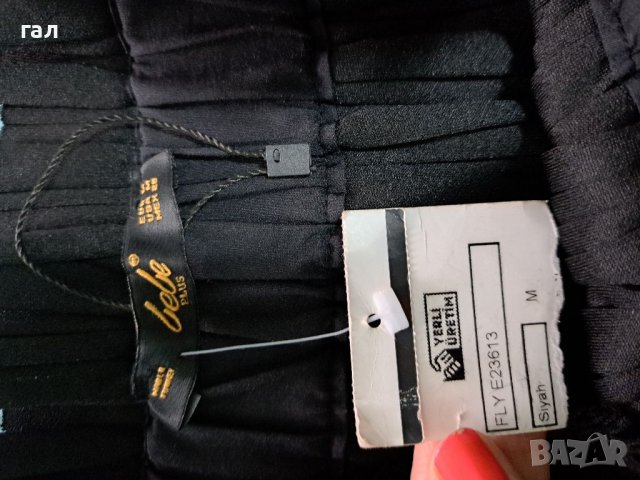 гал
bebe
PLUS
YERLİ
ÜRETİM
FLY E23613
Siyah
M
BAZAR